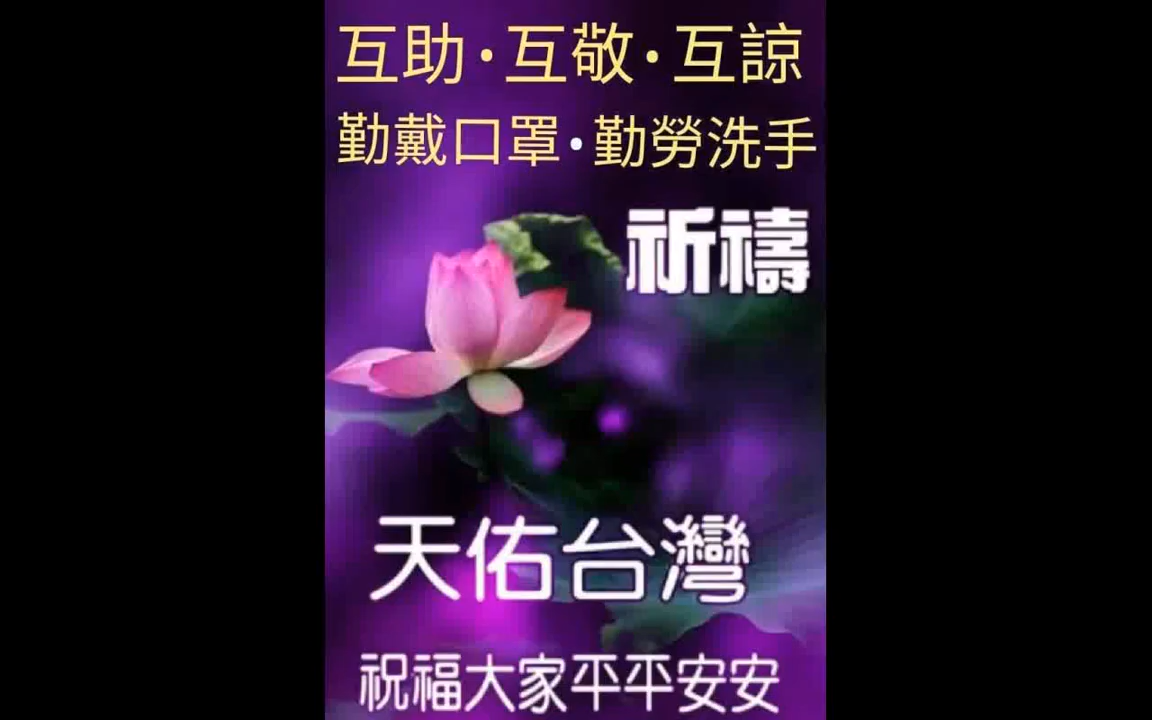 互助·互敬·互諒
勤戴口罩·勤勞洗手
祈禱
天佑台灣
祝福大家平平安安